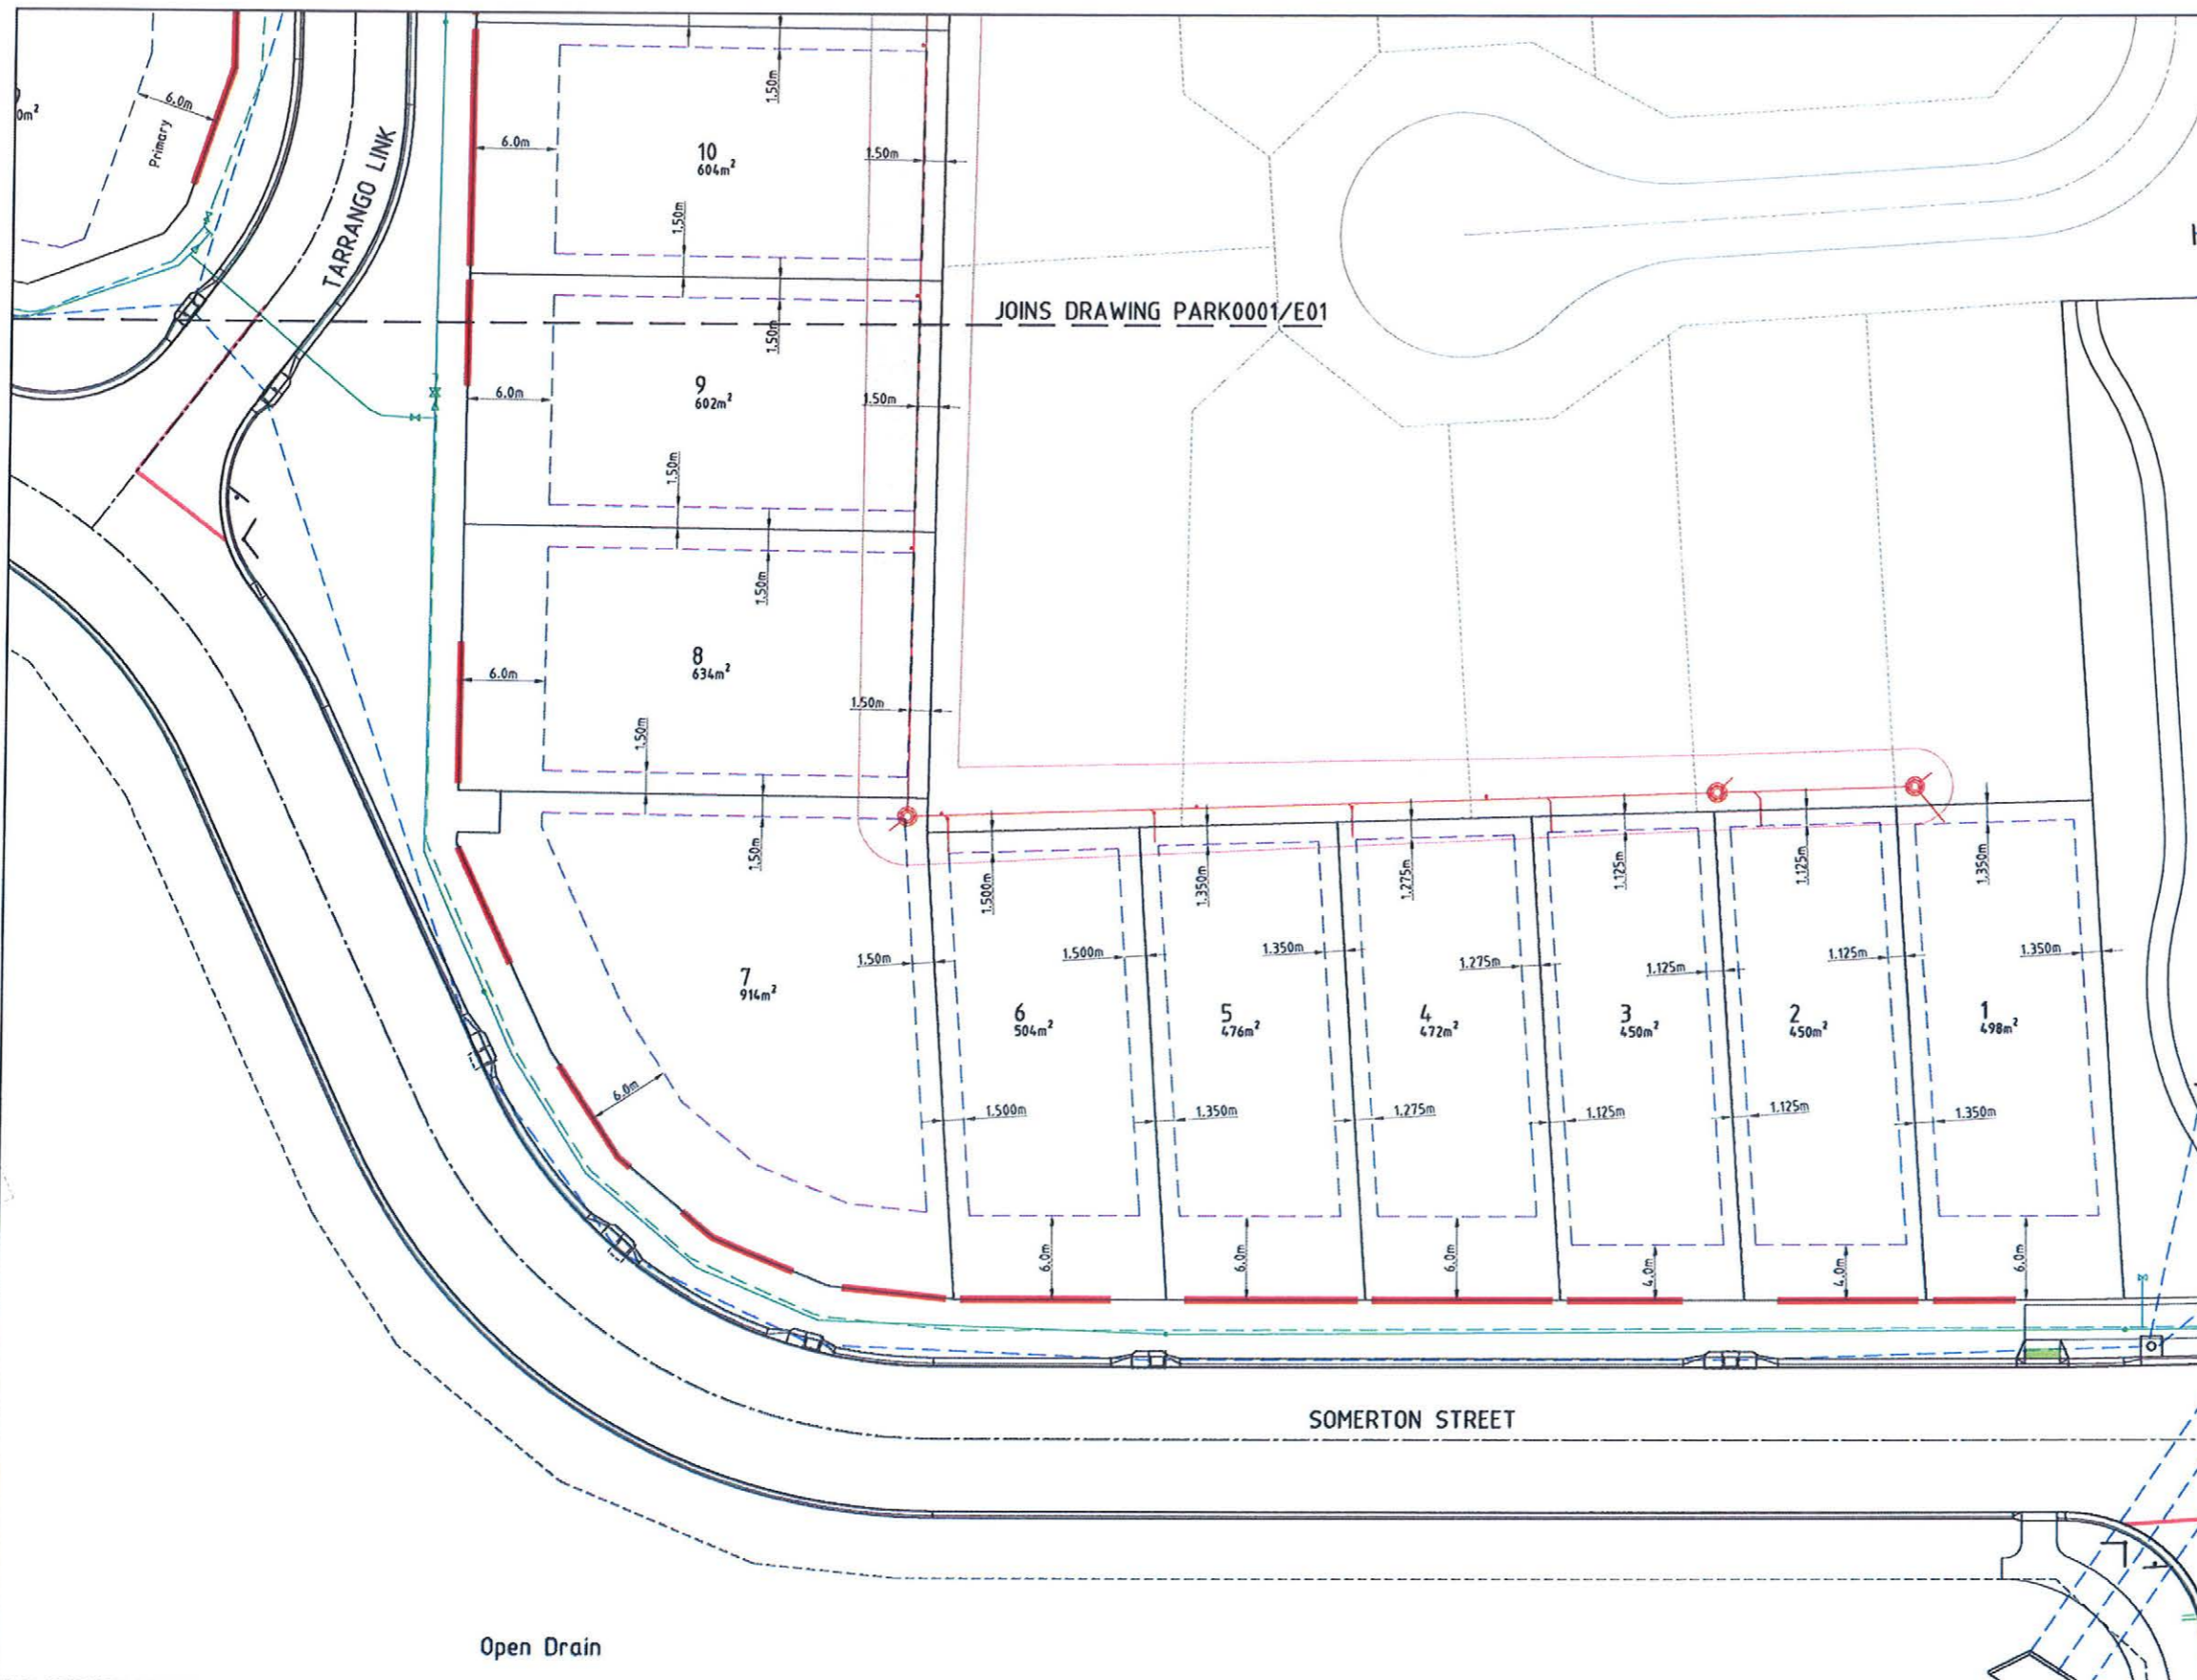 0m²
6.0m
Primary
TARRANGO LINK
1.50m
6.0m
10
604m²
1.50m
1.50m
JOINS DRAWING PARK0001/E01
1.50m
6.0m
9
602m²
1.50m
1.50m
1.50m
6.0m
8
634m²
1.50m
1.50m
1.50m
1.500m
1.350m
1.275m
1.125m
1.125m
1.350m
1.50m
1.500m
1.350m
1.275m
1.125m
1.125m
1.350m
7
914m²
6
504m²
5
476m²
4
472m²
3
450m²
2
450m²
1
498m²
6.0m
1.500m
1.350m
1.275m
1.125m
1.125m
1.350m
6.0m
6.0m
6.0m
4.0m
4.0m
6.0m
SOMERTON STREET
Open Drain